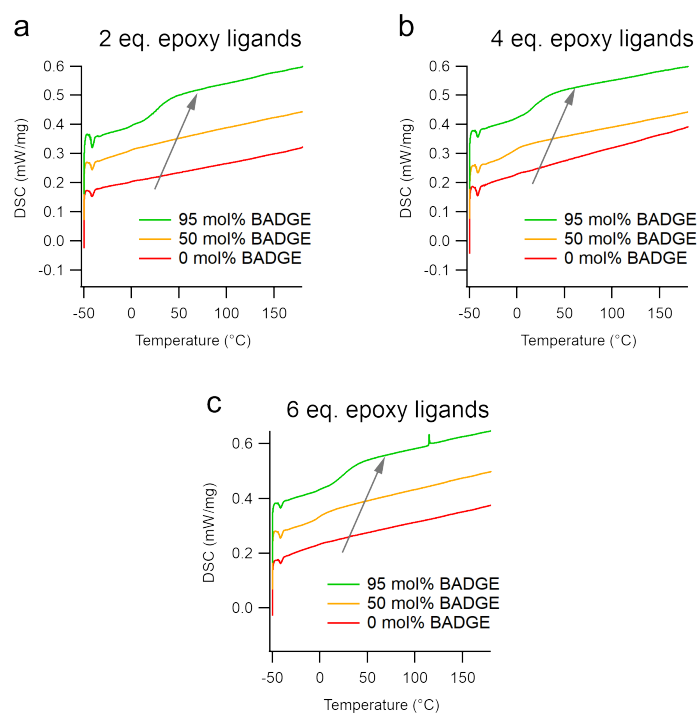 a
2 eq. epoxy ligands
0.6
0.5
0.4
0.3
0.2
0.1
0.0
-0.1
DSC (mW/mg)
95 mol% BADGE
50 mol% BADGE
0 mol% BADGE
-50 0 50 100 150
Temperature (°C)
b
4 eq. epoxy ligands
0.6
0.5
0.4
0.3
0.2
0.1
0.0
-0.1
DSC (mW/mg)
95 mol% BADGE
50 mol% BADGE
0 mol% BADGE
-50 0 50 100 150
Temperature (°C)
c
6 eq. epoxy ligands
0.6
0.4
0.2
0.0
DSC (mW/mg)
95 mol% BADGE
50 mol% BADGE
0 mol% BADGE
-50 0 50 100 150
Temperature (°C)